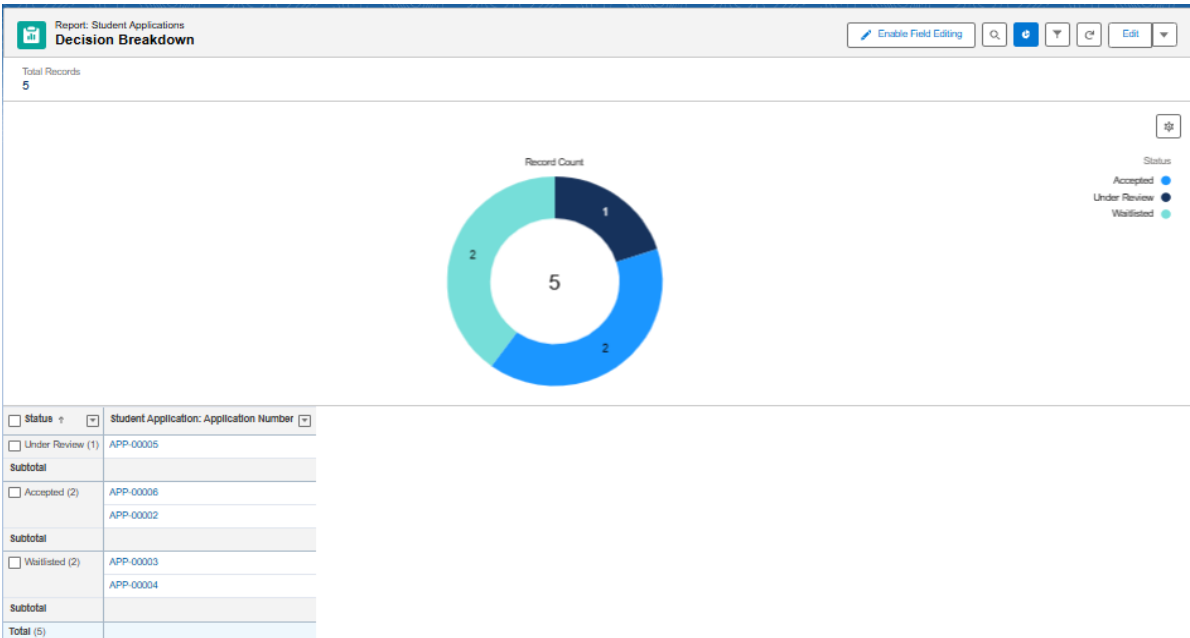 Report: Student Applications
Decision Breakdown
Enable Field Editing
Edit
Total Records
5
Record Count
1
2
5
2
Status
Accepted
Under Review
Waitlisted
Status ↑ Student Application: Application Number
Under Review (1) APP-00005
Subtotal
Accepted (2) APP-00006
APP-00002
Subtotal
Waitlisted (2) APP-00003
APP-00004
Subtotal
Total (5)